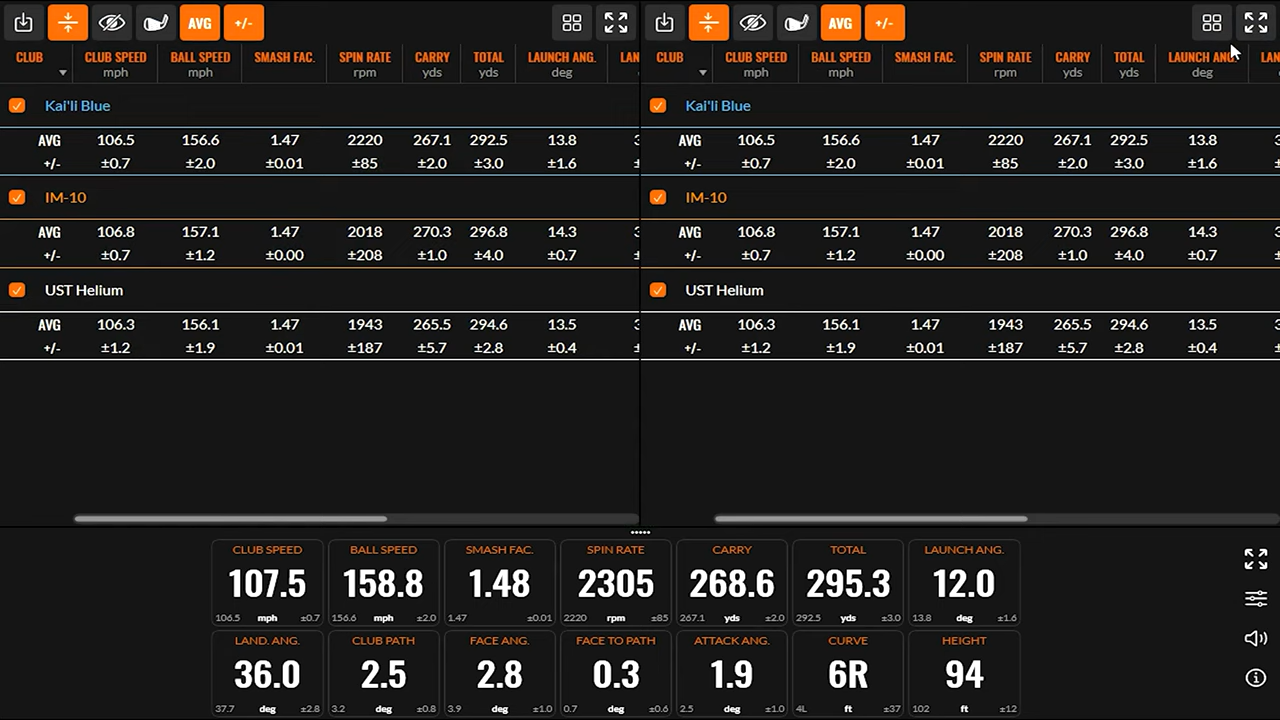 AVG +/-
CLUB CLUB SPEED BALL SPEED SMASH FAC. SPIN RATE CARRY TOTAL LAUNCH ANG. LAN
mph mph rpm yds yds deg
Kai'li Blue
AVG 106.5 156.6 1.47 2220 267.1 292.5 13.8
+/- ±0.7 ±2.0 ±0.01 ±85 ±2.0 ±3.0 ±1.6
IM-10
AVG 106.8 157.1 1.47 2018 270.3 296.8 14.3
+/- ±0.7 ±1.2 ±0.00 ±208 ±1.0 ±4.0 ±0.7
UST Helium
AVG 106.3 156.1 1.47 1943 265.5 294.6 13.5
+/- ±1.2 ±1.9 ±0.01 ±187 ±5.7 ±2.8 ±0.4
AVG +/-
CLUB CLUB SPEED BALL SPEED SMASH FAC. SPIN RATE CARRY TOTAL LAUNCH ANG. LAN
mph mph rpm yds yds deg
Kai'li Blue
AVG 106.5 156.6 1.47 2220 267.1 292.5 13.8
+/- ±0.7 ±2.0 ±0.01 ±85 ±2.0 ±3.0 ±1.6
IM-10
AVG 106.8 157.1 1.47 2018 270.3 296.8 14.3
+/- ±0.7 ±1.2 ±0.00 ±208 ±1.0 ±4.0 ±0.7
UST Helium
AVG 106.3 156.1 1.47 1943 265.5 294.6 13.5
+/- ±1.2 ±1.9 ±0.01 ±187 ±5.7 ±2.8 ±0.4
CLUB SPEED BALL SPEED SMASH FAC. SPIN RATE CARRY TOTAL LAUNCH ANG.
107.5 158.8 1.48 2305 268.6 295.3 12.0
106.5 mph ±0.7 156.6 mph ±2.0 1.47 ±0.01 2220 rpm ±85 267.1 yds ±2.0 292.5 yds ±3.0 13.8 deg ±1.6
LAND. ANG. CLUB PATH FACE ANG. FACE TO PATH ATTACK ANG. CURVE HEIGHT
36.0 2.5 2.8 0.3 1.9 6R 94
37.7 deg ±2.8 3.2 deg ±0.8 3.9 deg ±1.0 0.7 deg ±0.6 2.5 deg ±1.0 4L ft ±37 102 ft ±12